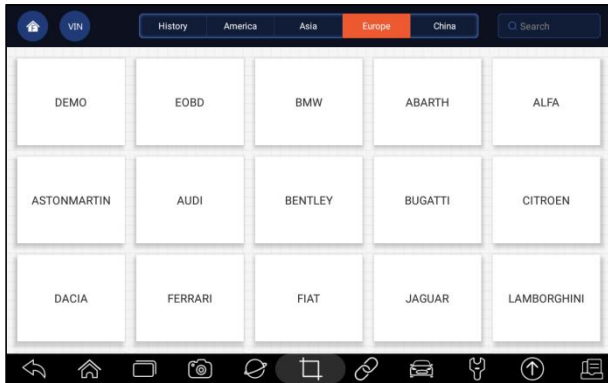 VIN History America Asia Europe China Search
DEMO EOBD BMW ABARTH ALFA
ASTONMARTIN AUDI BENTLEY BUGATTI CITROEN
DACIA FERRARI FIAT JAGUAR LAMBORGHINI